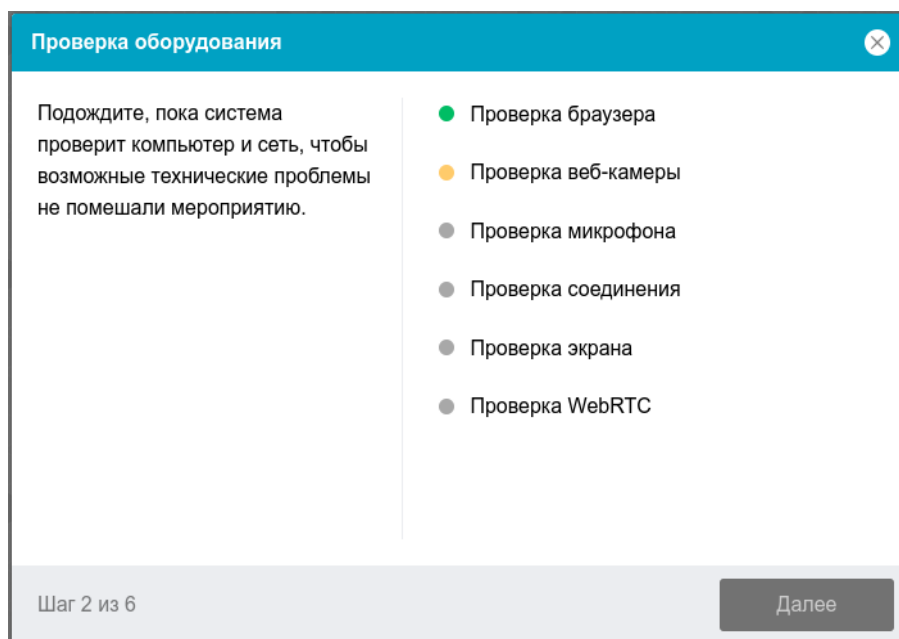 Проверка оборудования
Подождите, пока система
проверит компьютер и сеть, чтобы
возможные технические проблемы
не помешали мероприятию.
Проверка браузера
Проверка веб-камеры
Проверка микрофона
Проверка соединения
Проверка экрана
Проверка WebRTC
Шаг 2 из 6
Далее